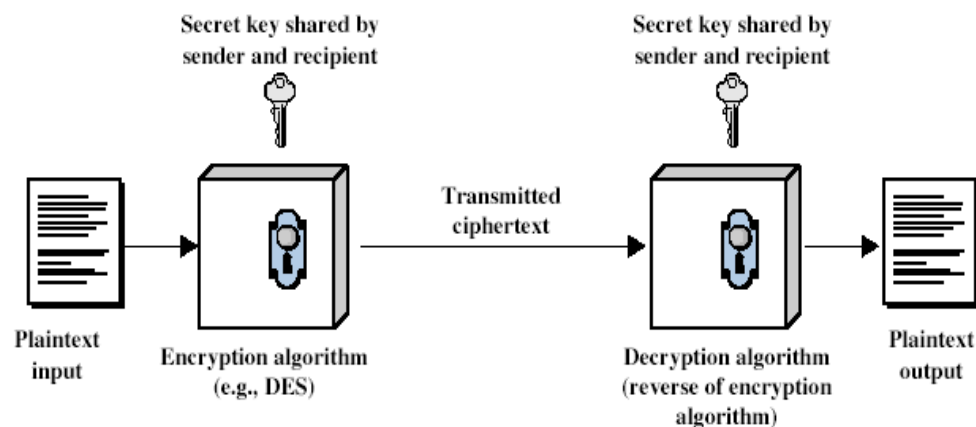 Secret key shared by
sender and recipient
Secret key shared by
sender and recipient
Transmitted
ciphertext
Plaintext
input
Encryption algorithm
(e.g., DES)
Decryption algorithm
(reverse of encryption
algorithm)
Plaintext
output